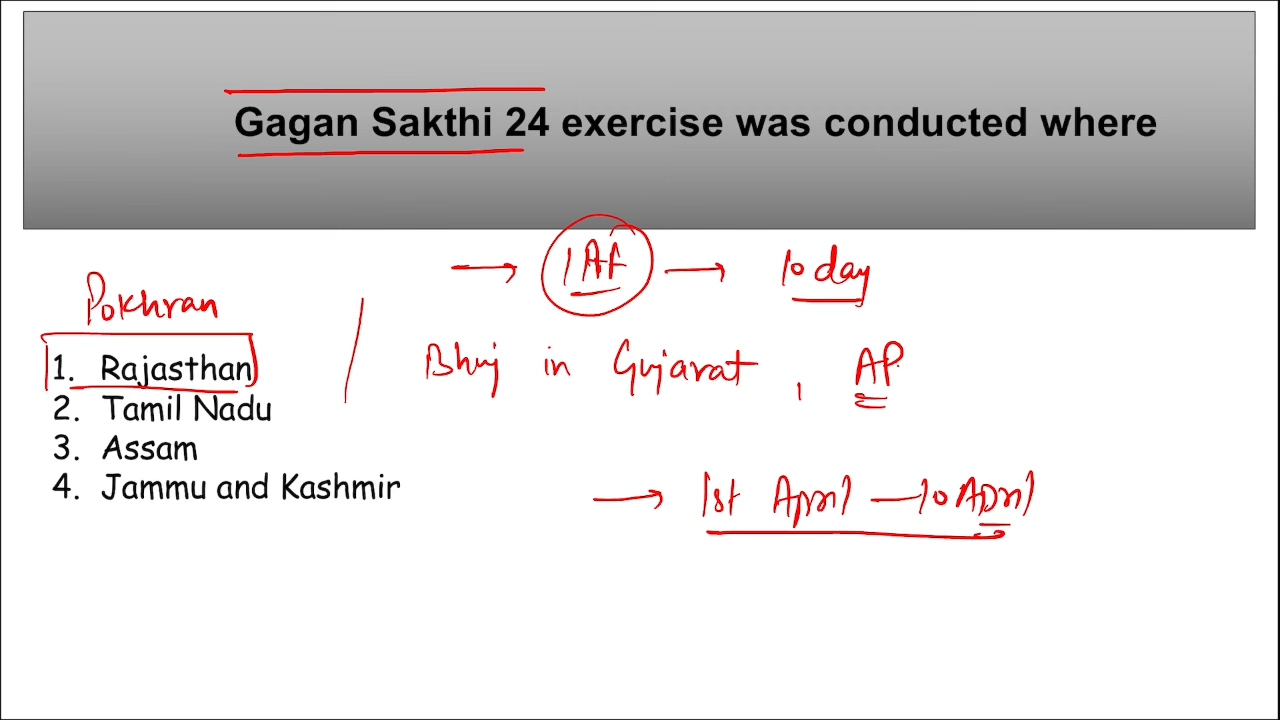 Gagan Sakthi 24 exercise was conducted where
→ IAF → 10 day
Pokhran
1. Rajasthan
Bhuj in Gujarat , AP
2. Tamil Nadu
3. Assam
4. Jammu and Kashmir
→ 1st April — 10 April